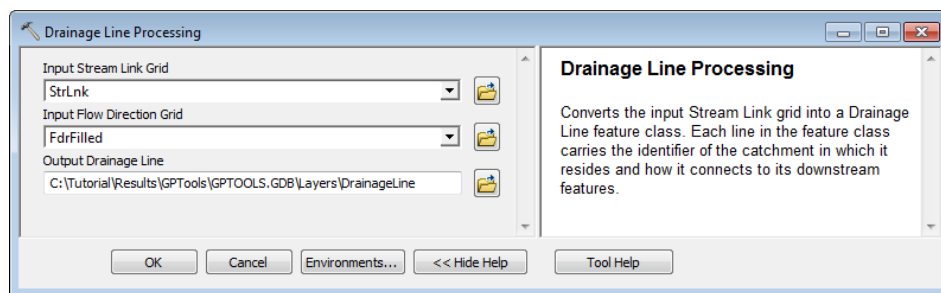 Drainage Line Processing
Input Stream Link Grid
StrLnk
Input Flow Direction Grid
FdrFilled
Output Drainage Line
C:\Tutorial\Results\GPTools\GPTOOLS.GDB\Layers\DrainageLine
Drainage Line Processing
Converts the input Stream Link grid into a Drainage
Line feature class. Each line in the feature class
carries the identifier of the catchment in which it
resides and how it connects to its downstream
features.
OK
Cancel
Environments...
<< Hide Help
Tool Help